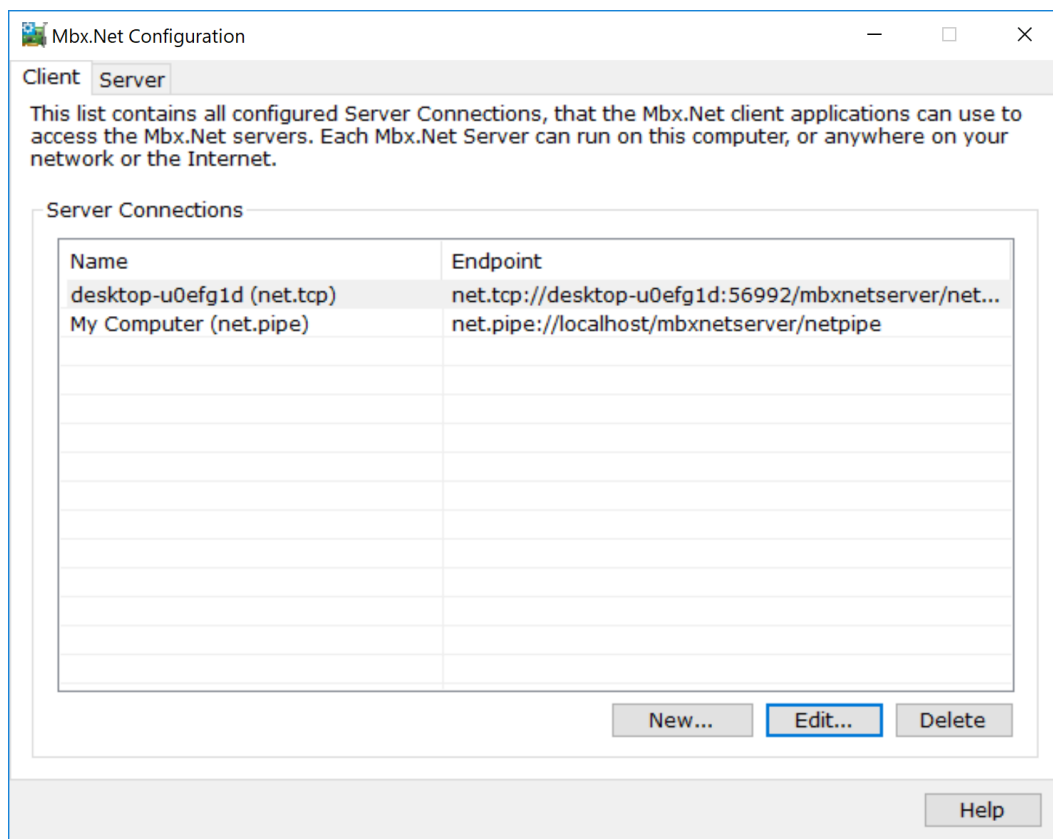 Mbx.Net Configuration
Client Server
This list contains all configured Server Connections, that the Mbx.Net client applications can use to
access the Mbx.Net servers. Each Mbx.Net Server can run on this computer, or anywhere on your
network or the Internet.
Server Connections
Name Endpoint
desktop-u0efg1d (net.tcp) net.tcp://desktop-u0efg1d:56992/mbxnetserver/net...
My Computer (net.pipe) net.pipe://localhost/mbxnetserver/netpipe
New... Edit... Delete
Help